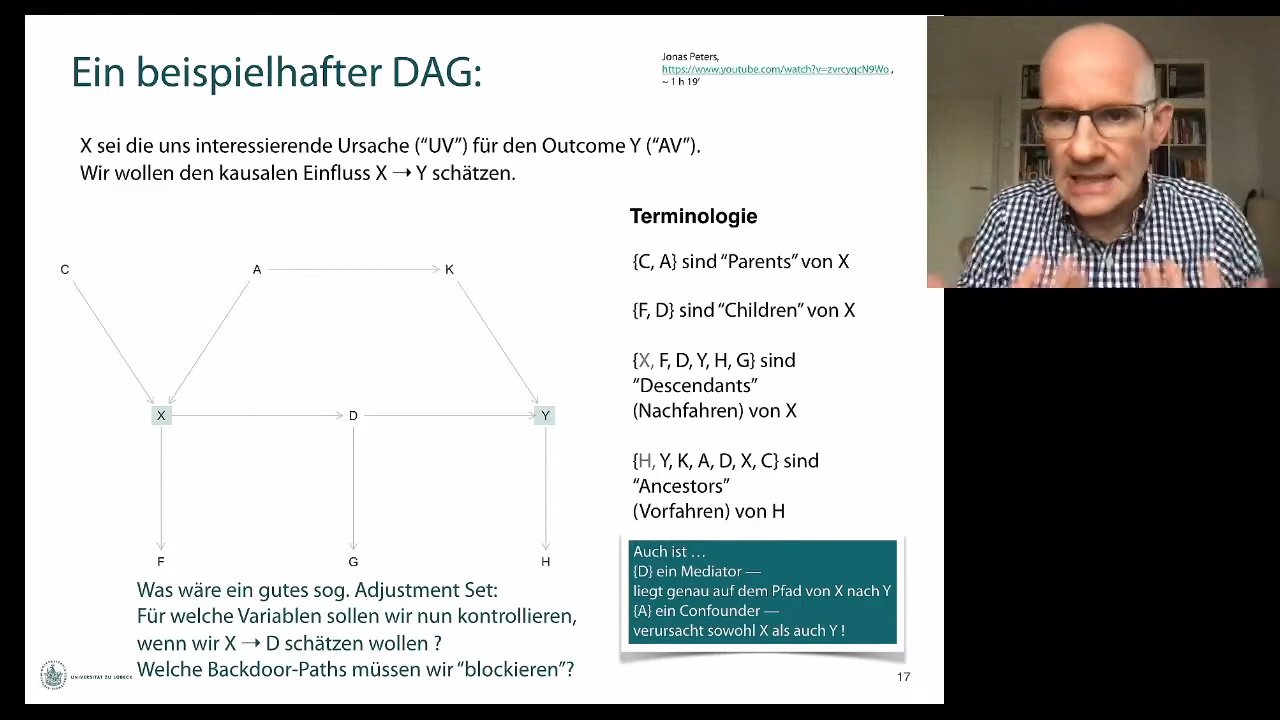 Ein beispielhafter DAG:
Jonas Peters,
https://www.youtube.com/watch?v=zvrcyqcN9Wo ,
~ 1 h 19'
X sei die uns interessierende Ursache (“UV”) für den Outcome Y (“AV”).
Wir wollen den kausalen Einfluss X → Y schätzen.
Terminologie
{C, A} sind “Parents” von X
{F, D} sind “Children” von X
{X, F, D, Y, H, G} sind
“Descendants”
(Nachfahren) von X
{H, Y, K, A, D, X, C} sind
“Ancestors”
(Vorfahren) von H
C A K
X D Y
F G H
Auch ist …
{D} ein Mediator —
liegt genau auf dem Pfad von X nach Y
{A} ein Confounder —
verursacht sowohl X als auch Y !
Was wäre ein gutes sog. Adjustment Set:
Für welche Variablen sollen wir nun kontrollieren,
wenn wir X → D schätzen wollen ?
Welche Backdoor-Paths müssen wir “blockieren”?
UNIVERSITÄT ZU LÜBECK
17